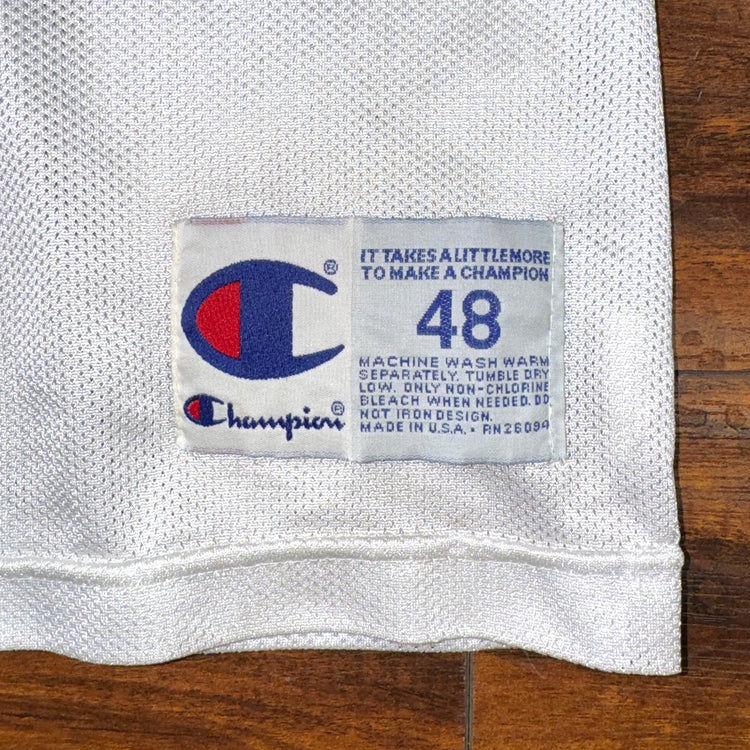 ®
Champion®
IT TAKES A LITTLE MORE
TO MAKE A CHAMPION
48
MACHINE WASH WARM
SEPARATELY. TUMBLE DRY
LOW. ONLY NON-CHLORINE
BLEACH WHEN NEEDED. DO
NOT IRON DESIGN.
MADE IN U.S.A. • RN26094